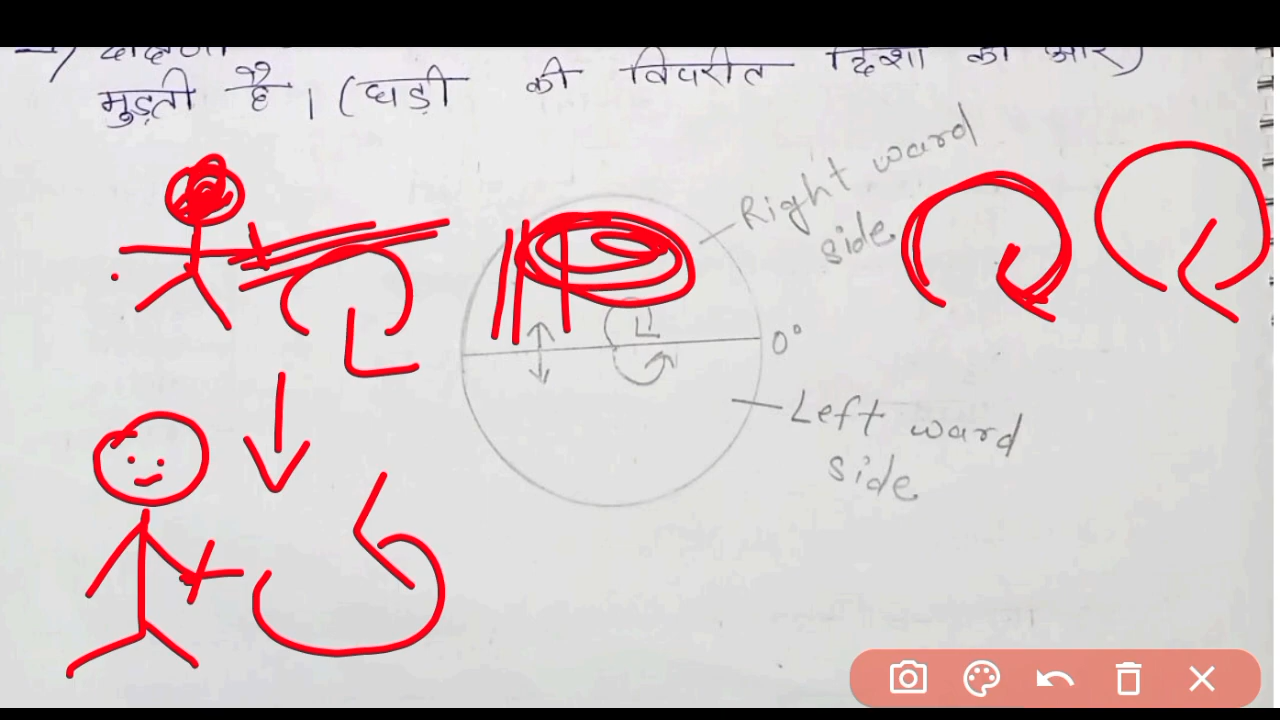 मुड़ती है। (घड़ी की विपरीत दिशा की ओर)
Right ward
side
0°
Left ward
side